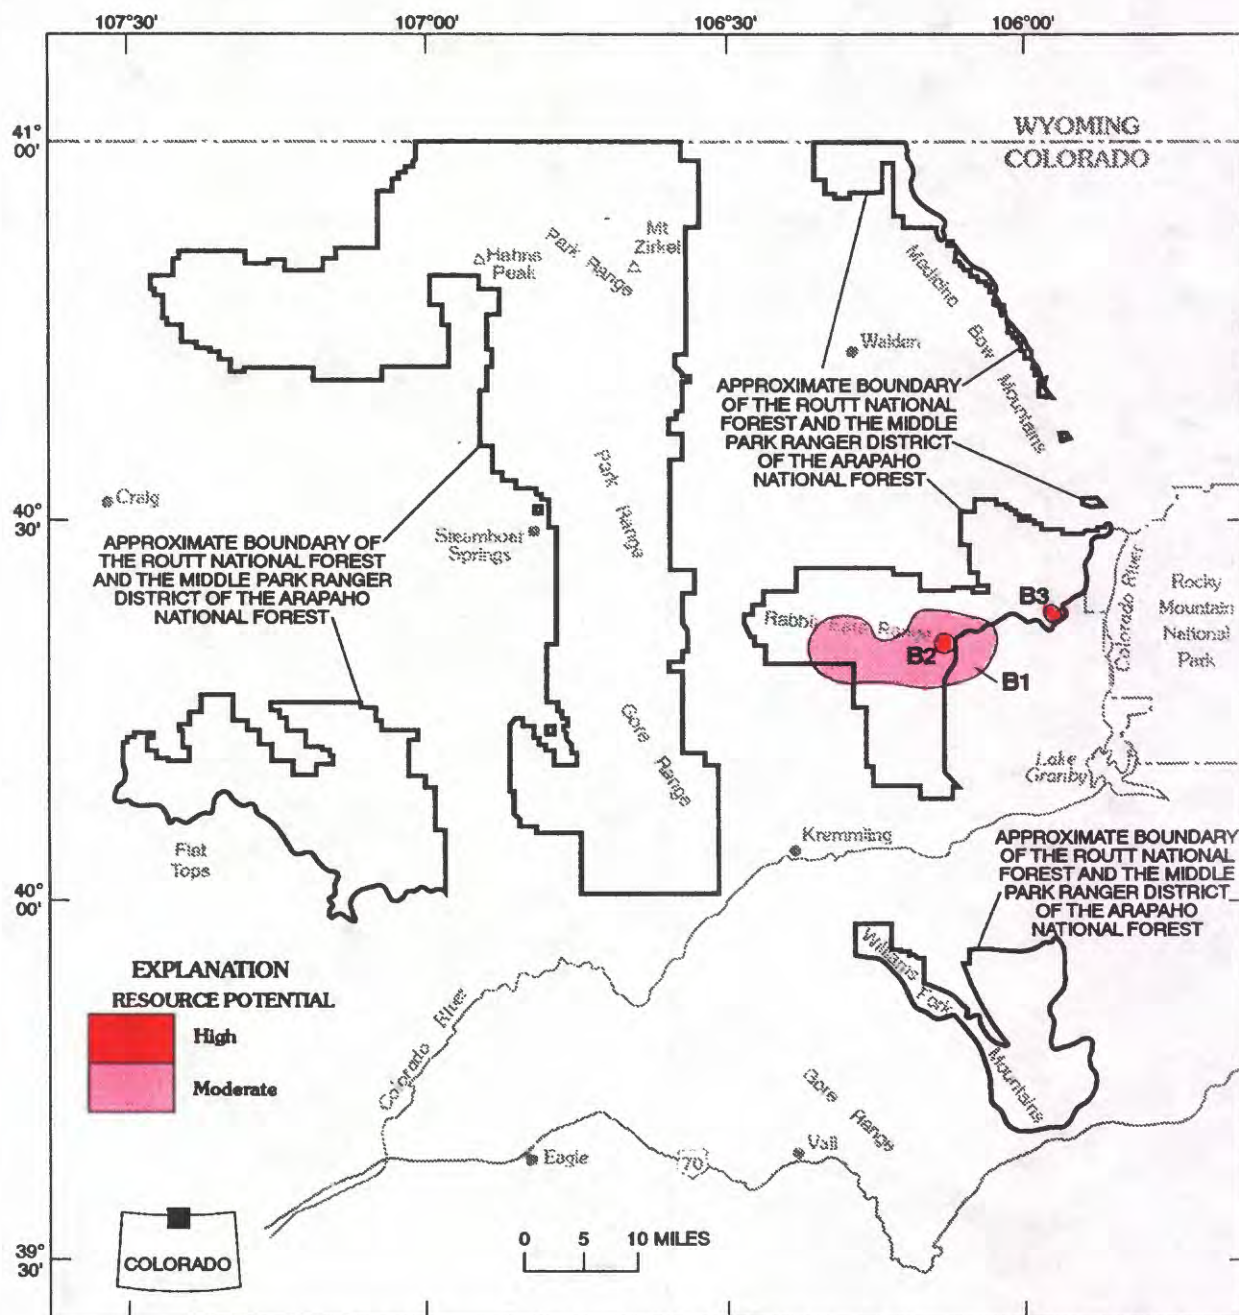 107°30' 107°00' 106°30' 106°00'
41°
00'
WYOMING
COLORADO
Mt
Zirkel
Park Range
Hahns
Peak
Medicine Bow Mountains
Walden
APPROXIMATE BOUNDARY
OF THE ROUTT NATIONAL
FOREST AND THE MIDDLE
PARK RANGER DISTRICT
OF THE ARAPAHO
NATIONAL FOREST
Park Range
Craig
40°
30'
Steamboat
Springs
APPROXIMATE BOUNDARY OF
THE ROUTT NATIONAL FOREST
AND THE MIDDLE PARK RANGER
DISTRICT OF THE ARAPAHO
NATIONAL FOREST
Colorado River
Rocky
Mountain
National
Park
B3
Rabbit Ears Range
B2
B1
Gore Range
Lake
Granby
Kremmling
Flat
Tops
APPROXIMATE BOUNDARY
OF THE ROUTT NATIONAL
FOREST AND THE MIDDLE
PARK RANGER DISTRICT
OF THE ARAPAHO
NATIONAL FOREST
40°
00'
Williams Fork Mountains
EXPLANATION
RESOURCE POTENTIAL
High
Moderate
Colorado River
Gore Range
Eagle
70
Vail
0 5 10 MILES
COLORADO
39°
30'